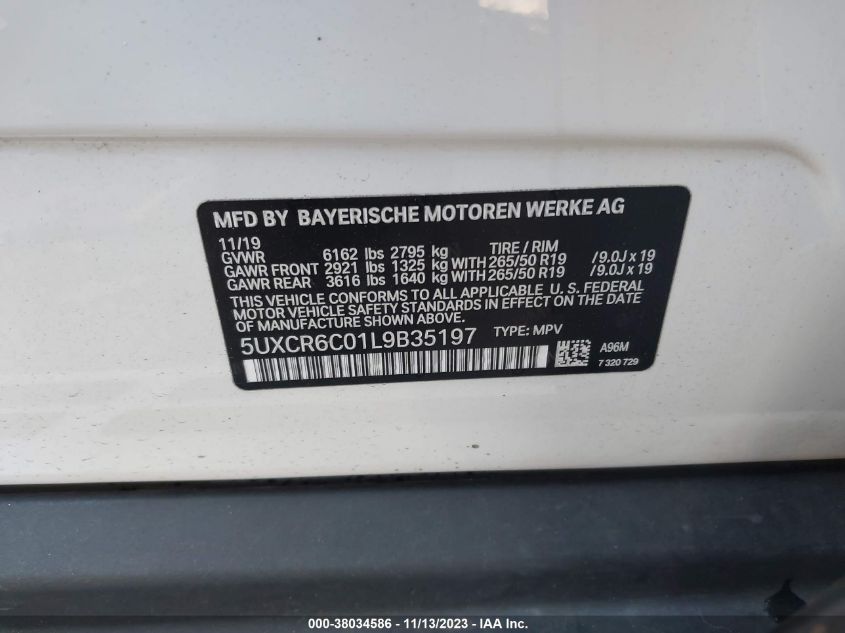 MFD BY BAYERISCHE MOTOREN WERKE AG
11/19
GVWR 6162 lbs 2795 kg TIRE / RIM
GAWR FRONT 2921 lbs 1325 kg WITH 265/50 R19 /9.0J x 19
GAWR REAR 3616 lbs 1640 kg WITH 265/50 R19 /9.0J x 19
THIS VEHICLE CONFORMS TO ALL APPLICABLE U. S. FEDERAL
MOTOR VEHICLE SAFETY STANDARDS IN EFFECT ON THE DATE
OF MANUFACTURE SHOWN ABOVE.
5UXCR6C01L9B35197 TYPE: MPV
A96M
7 320 729
000-38034586 - 11/13/2023 - IAA Inc.